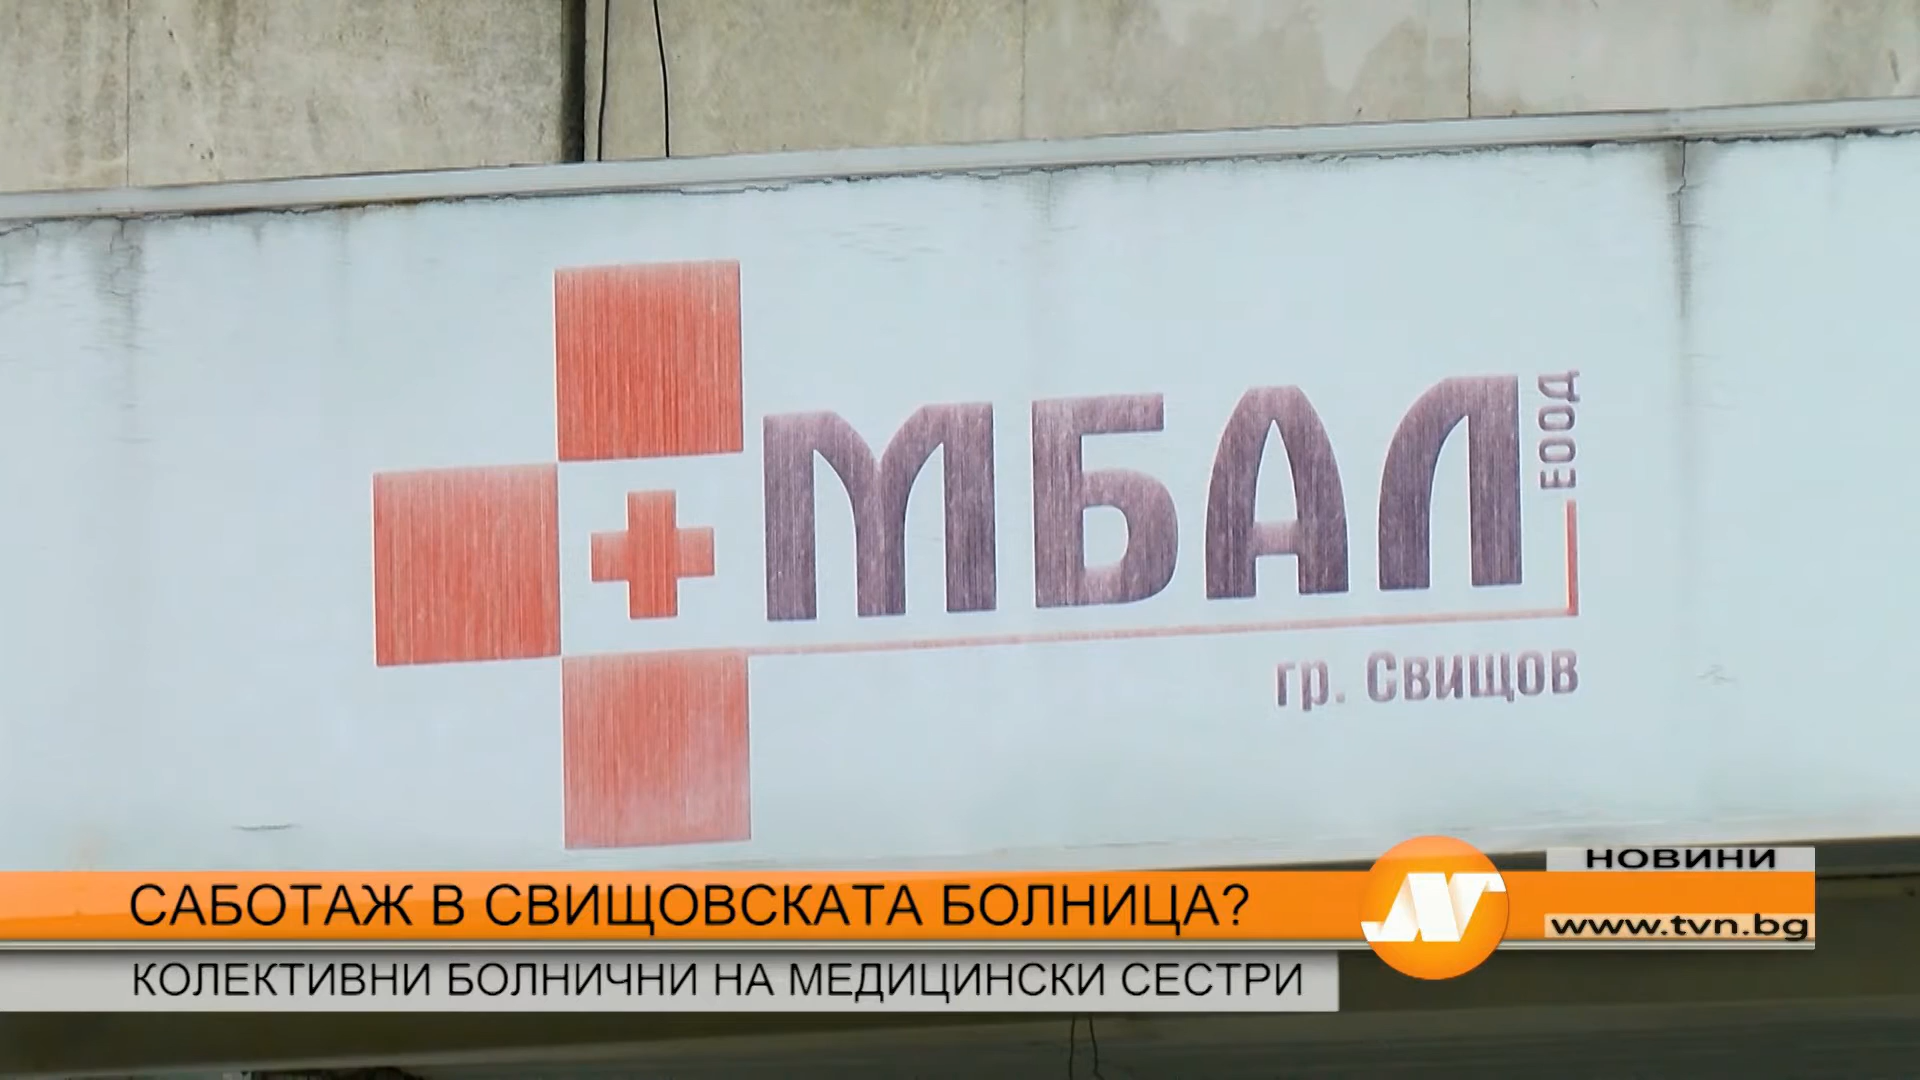 МБАЛ
ЕООД
гр. Свищов
НОВИНИ
САБОТАЖ В СВИЩОВСКАТА БОЛНИЦА?
www.tvn.bg
КОЛЕКТИВНИ БОЛНИЧНИ НА МЕДИЦИНСКИ СЕСТРИ